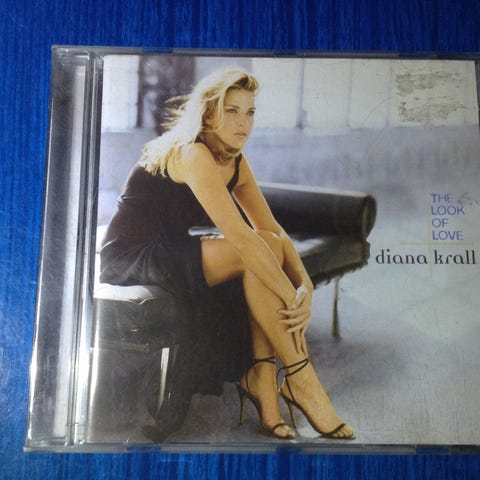 THE
LOOK
OF
LOVE
diana krall